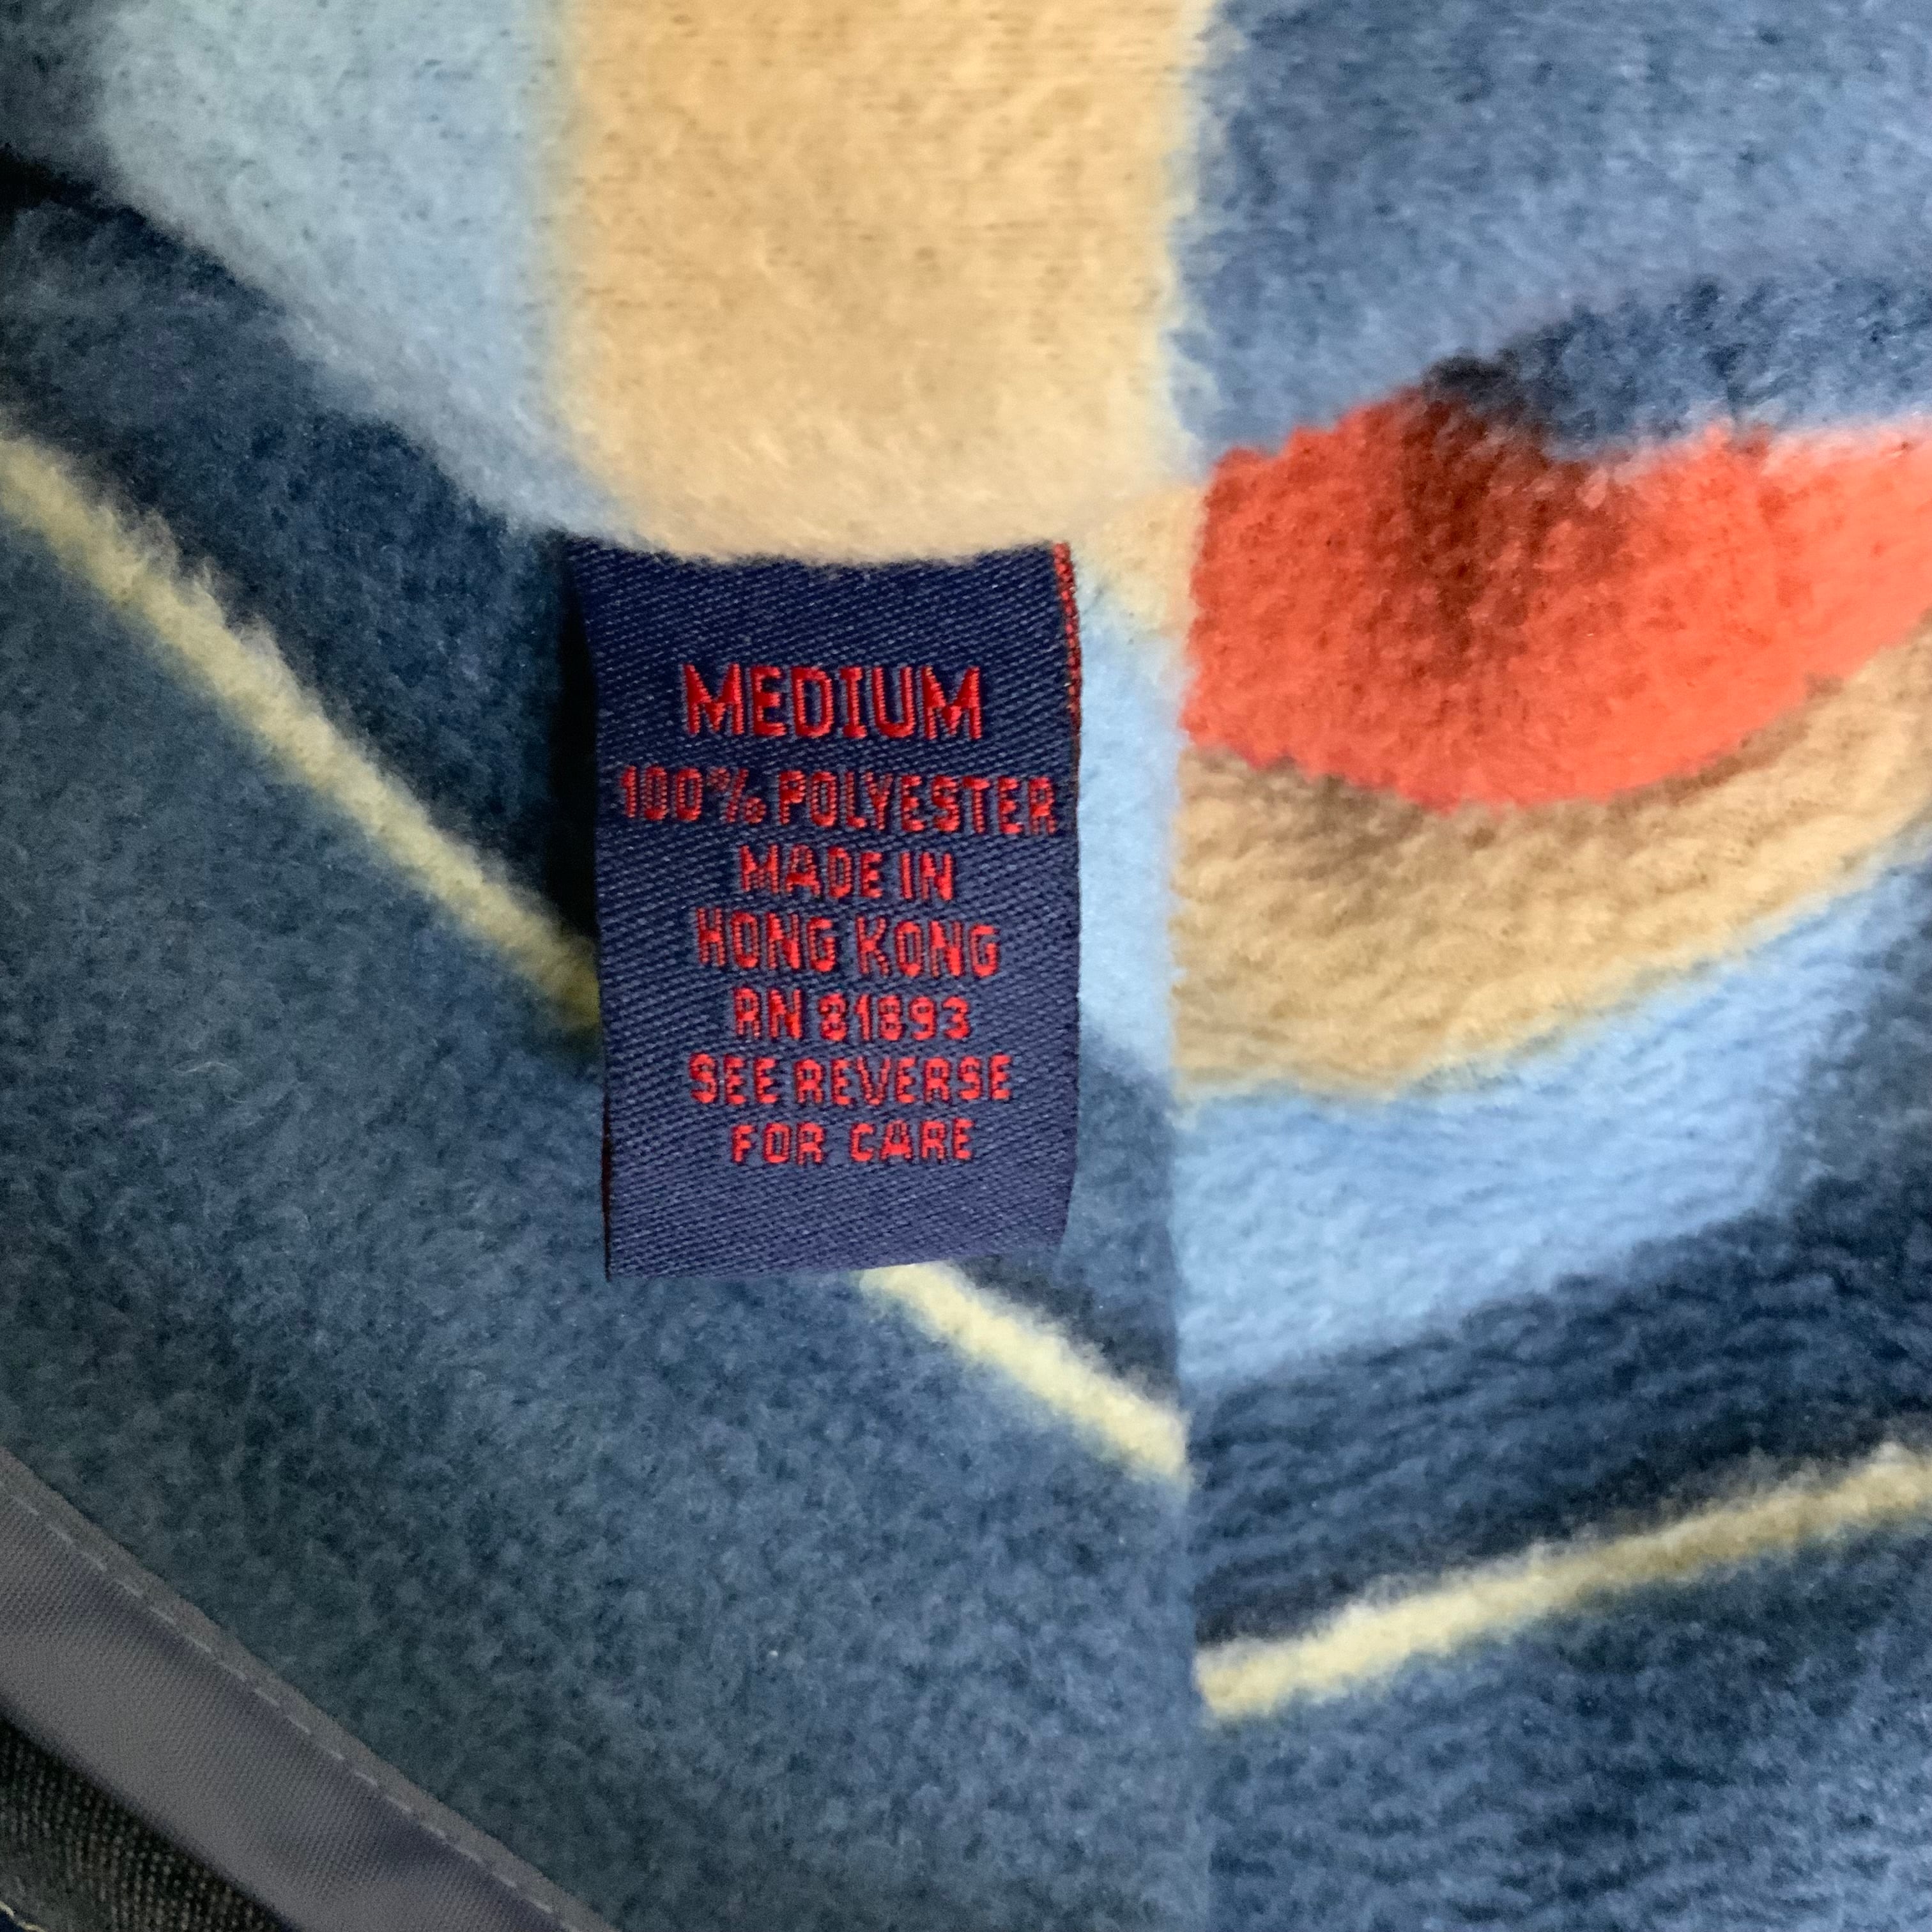 MEDIUM
100% POLYESTER
MADE IN
HONG KONG
RN 81893
SEE REVERSE
FOR CARE